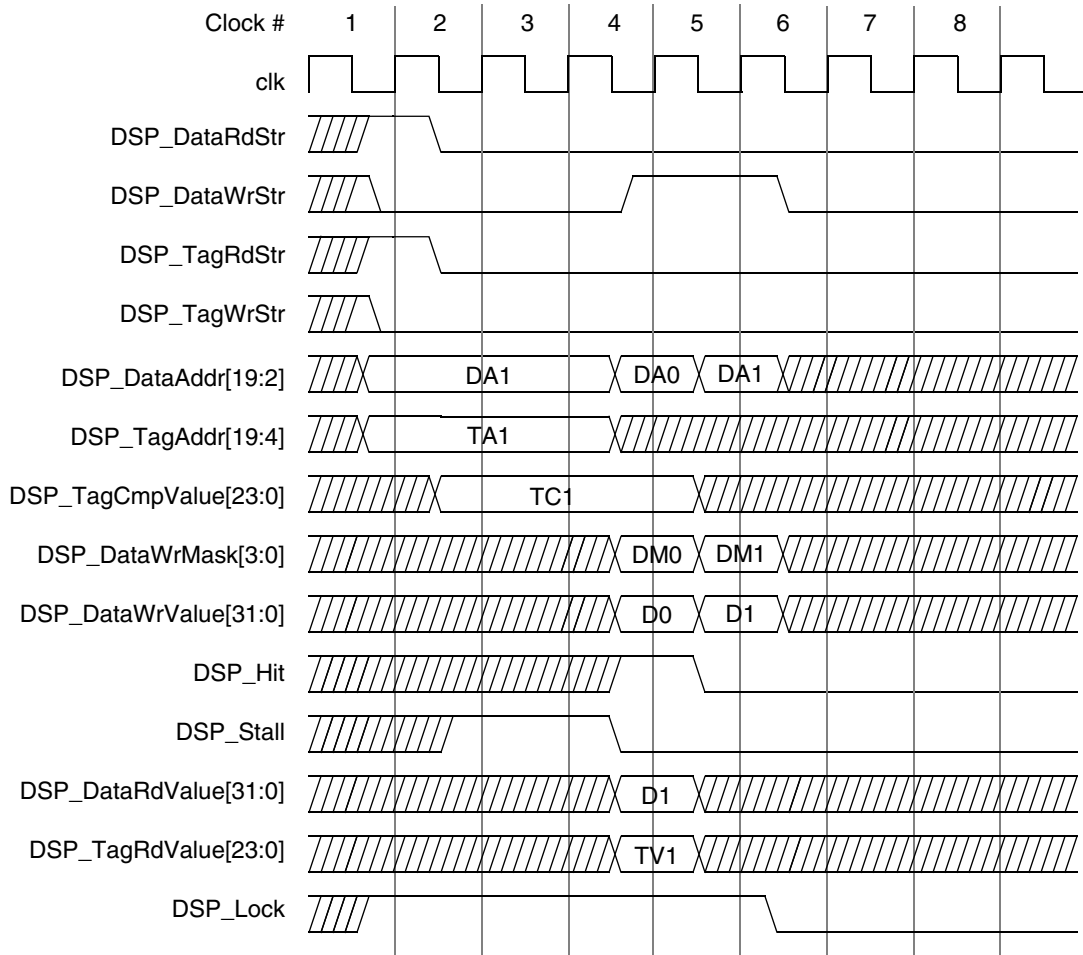 Clock # 1 2 3 4 5 6 7 8
clk
DSP_DataRdStr
DSP_DataWrStr
DSP_TagRdStr
DSP_TagWrStr
DSP_DataAddr[19:2] DA1 DA0 DA1
DSP_TagAddr[19:4] TA1
DSP_TagCmpValue[23:0] TC1
DSP_DataWrMask[3:0] DM0 DM1
DSP_DataWrValue[31:0] D0 D1
DSP_Hit
DSP_Stall
DSP_DataRdValue[31:0] D1
DSP_TagRdValue[23:0] TV1
DSP_Lock